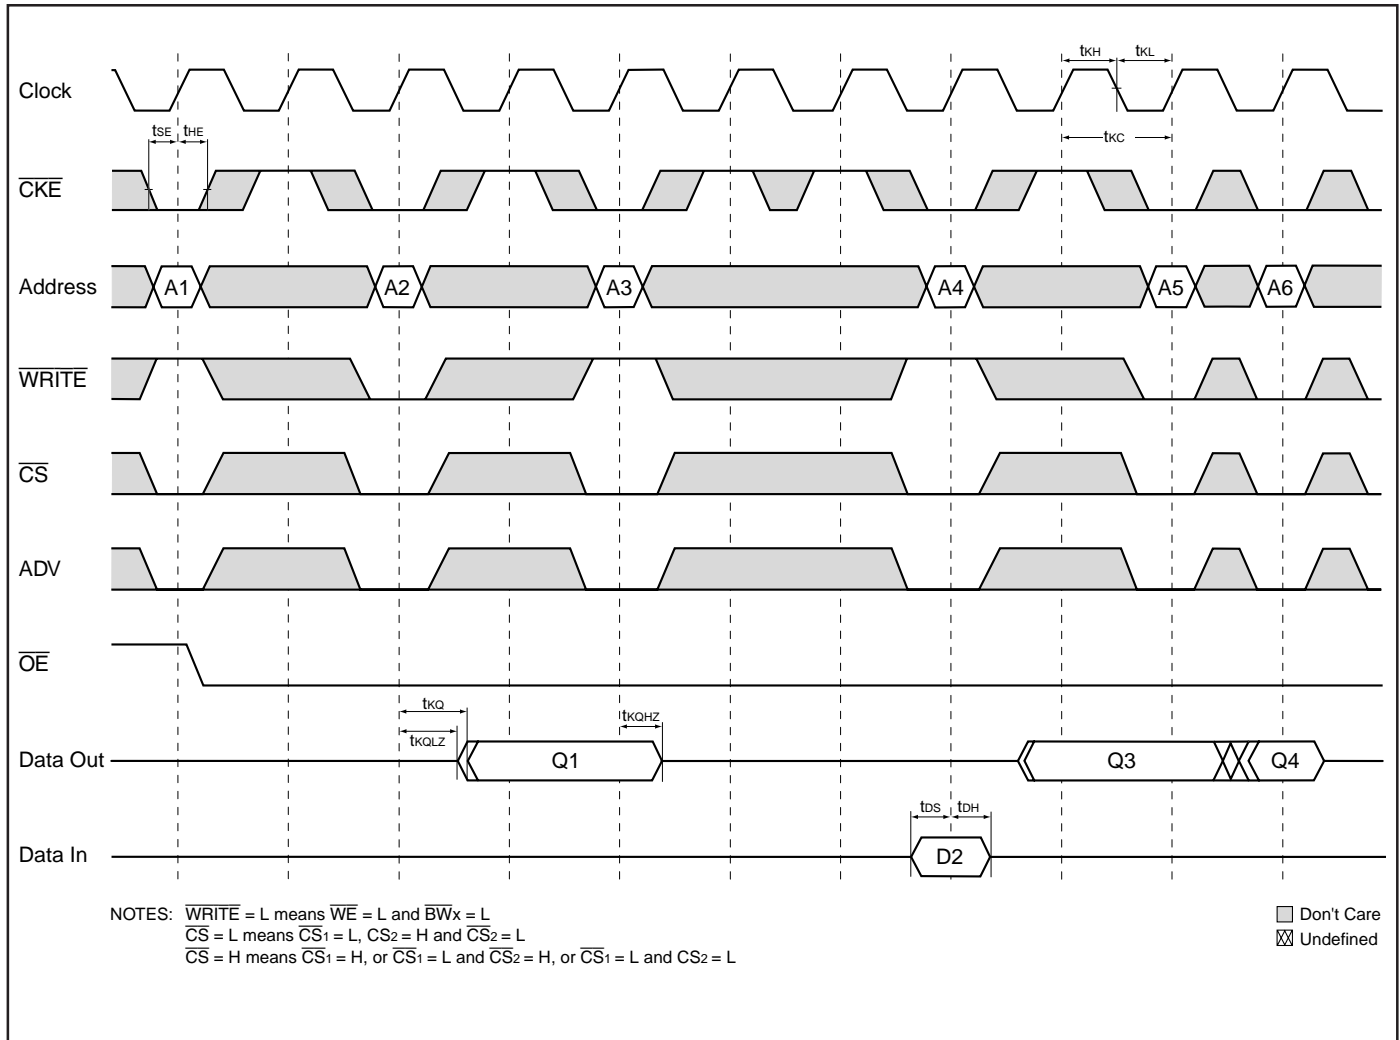 tKH tKL
Clock
tSE tHE
tKC
CKE
Address A1 A2 A3 A4 A5 A6
WRITE
CS
ADV
OE
tKQ
tKQLZ tKQHZ
Data Out Q1 Q3 Q4
tDS tDH
Data In D2
NOTES: WRITE = L means WE = L and BWx = L
CS = L means CS1 = L, CS2 = H and CS2 = L
CS = H means CS1 = H, or CS1 = L and CS2 = H, or CS1 = L and CS2 = L
Don't Care
Undefined